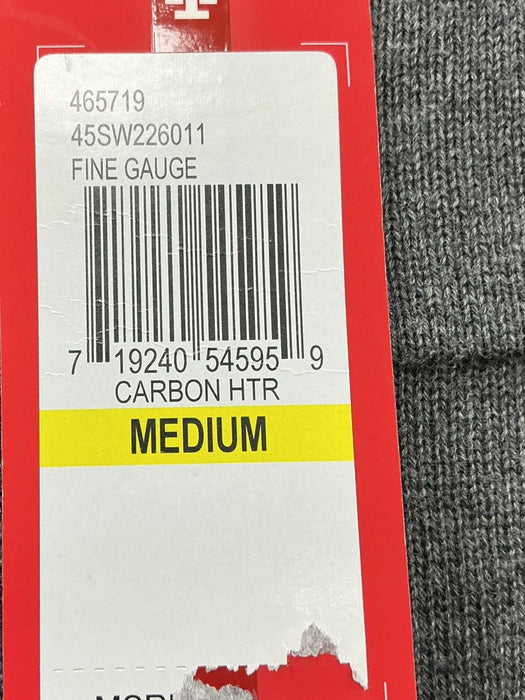 465719
45SW226011
FINE GAUGE
7 19240 54595 9
CARBON HTR
MEDIUM